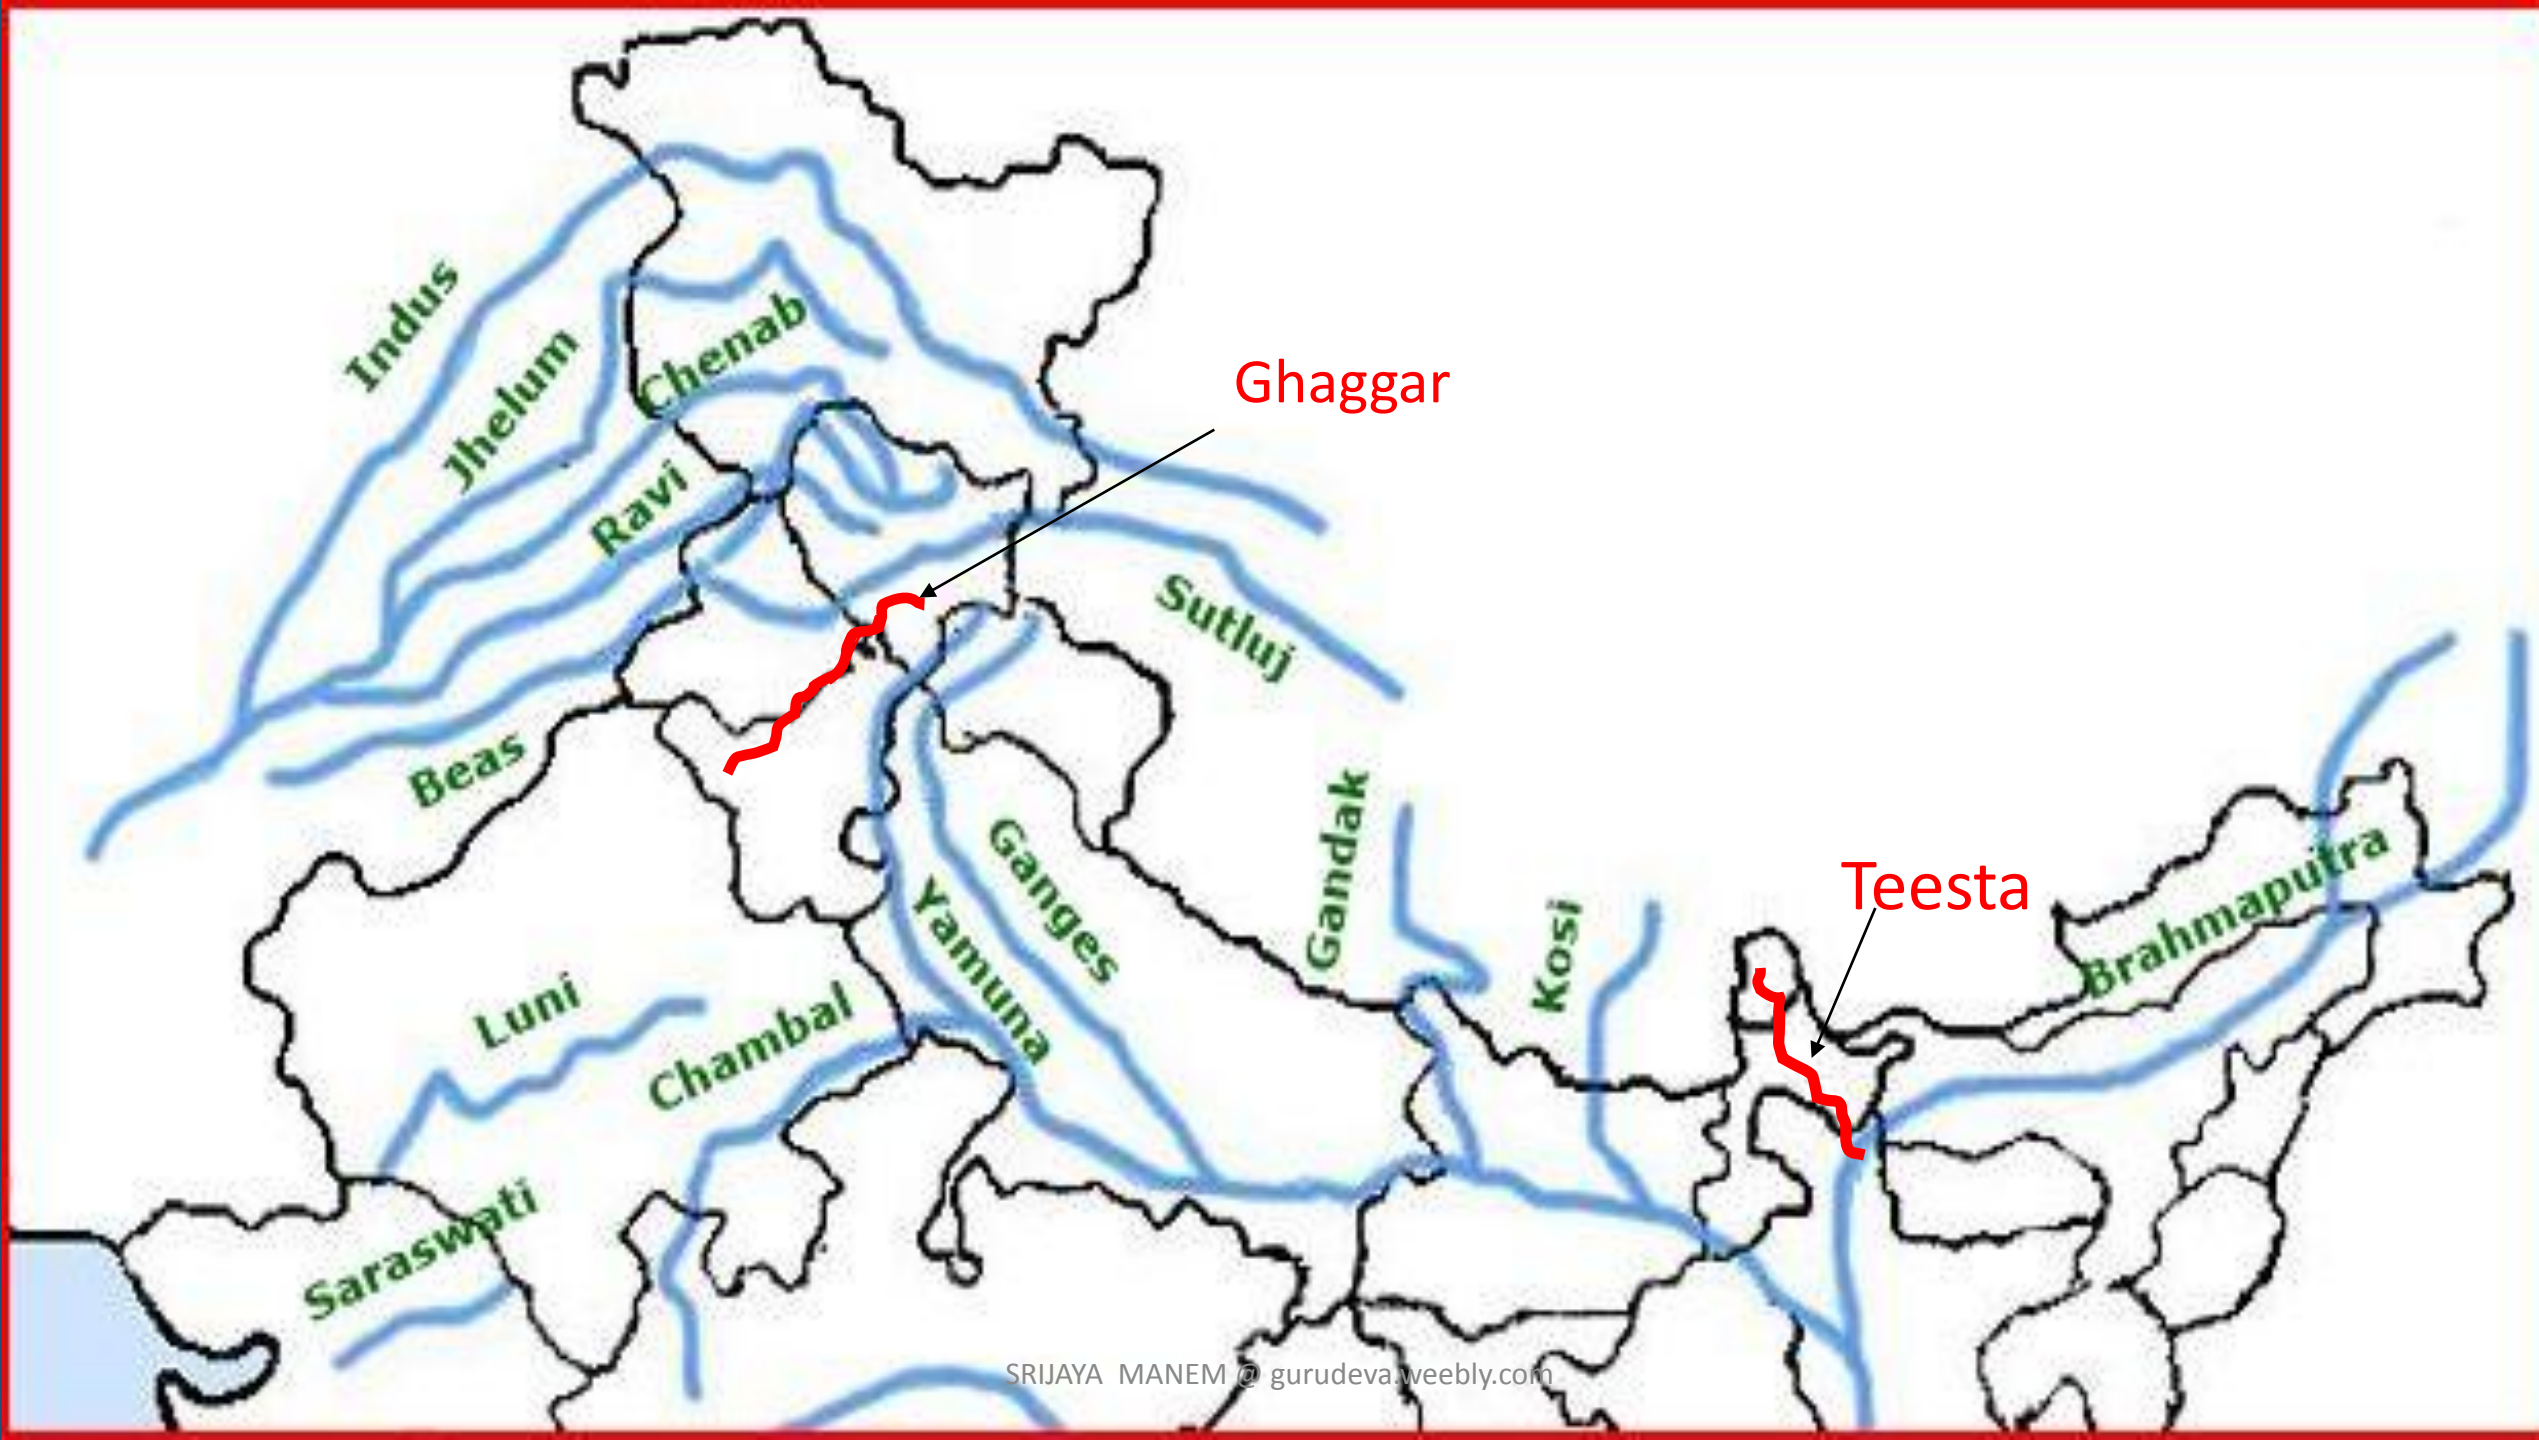 Indus
Jhelum
Chenab
Ghaggar
Ravi
Sutluj
Beas
Gandak
Ganges
Kosi
Teesta
Brahmaputra
Yamuna
Luni
Chambal
Saraswati
SRIJAYA MANEM @ gurudeva.weebly.com